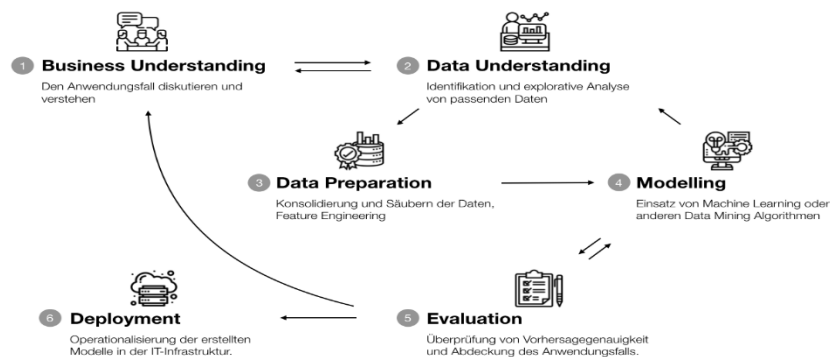 1 Business Understanding
Den Anwendungsfall diskutieren und
verstehen
2 Data Understanding
Identifikation und explorative Analyse
von passenden Daten
3 Data Preparation
Konsolidierung und Säubern der Daten,
Feature Engineering
4 Modelling
Einsatz von Machine Learning oder
anderen Data Mining Algorithmen
5 Evaluation
Überprüfung von Vorhersagegenauigkeit
und Abdeckung des Anwendungsfalls.
6 Deployment
Operationalisierung der erstellten
Modelle in der IT-Infrastruktur.